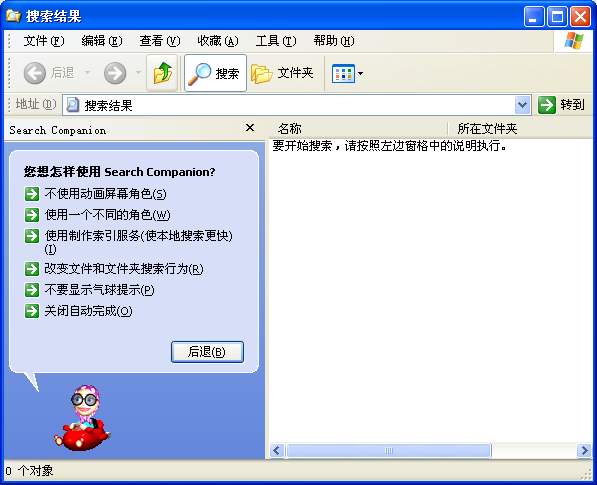 搜索结果
文件(F) 编辑(E) 查看(V) 收藏(A) 工具(T) 帮助(H)
后退 搜索 文件夹
地址(D) 搜索结果 转到
Search Companion
名称 所在文件夹
要开始搜索，请按照左边窗格中的说明执行。
您想怎样使用 Search Companion?
不使用动画屏幕角色(S)
使用一个不同的角色(W)
使用制作索引服务(使本地搜索更快)
(I)
改变文件和文件夹搜索行为(R)
不要显示气球提示(P)
关闭自动完成(O)
后退(B)
0 个对象